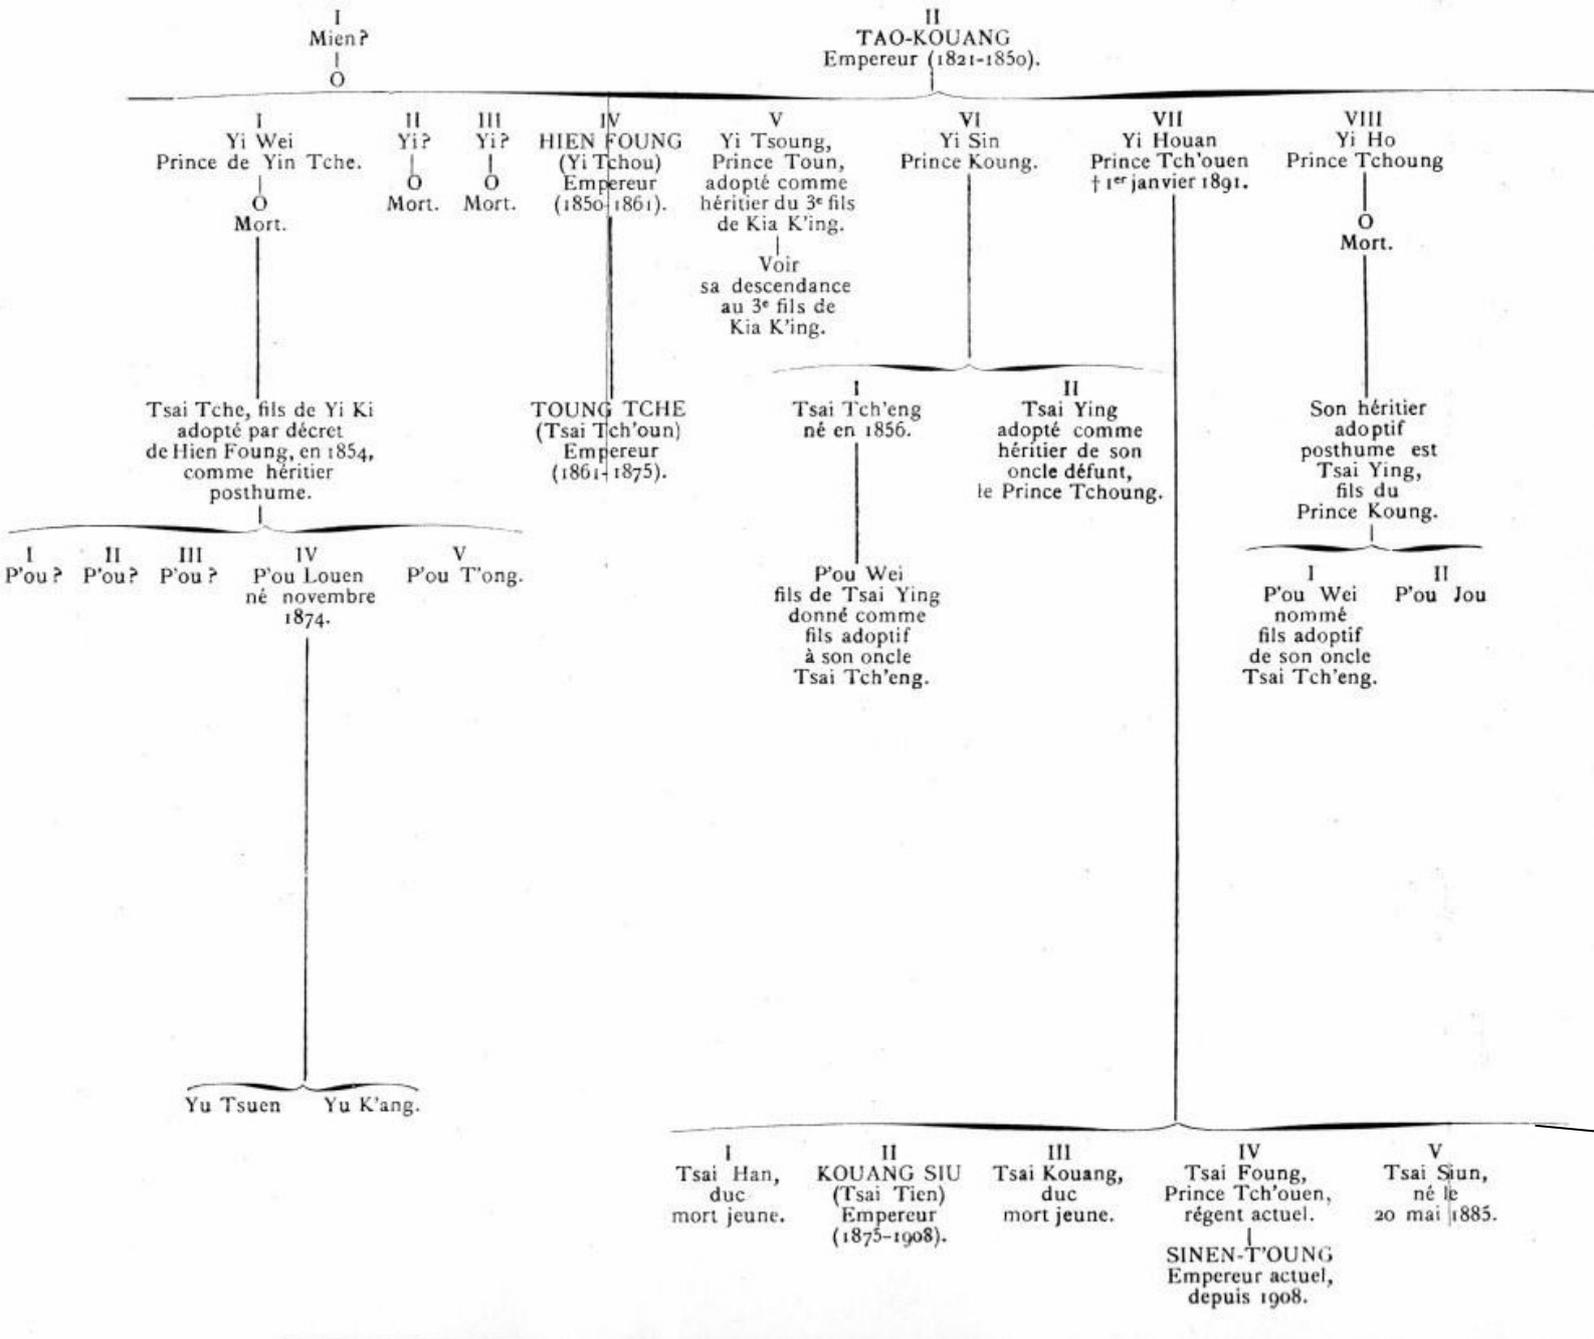 I
Mien?
O
II
TAO-KOUANG
Empereur (1821-1850).
I
Yi Wei
Prince de Yin Tche.
O
Mort.
II
Yi?
O
Mort.
III
Yi?
O
Mort.
IV
HIEN FOUNG
(Yi Tchou)
Empereur
(1850-1861).
V
Yi Tsoung,
Prince Toun,
adopté comme
héritier du 3e fils
de Kia K'ing.
Voir
sa descendance
au 3e fils de
Kia K'ing.
VI
Yi Sin
Prince Koung.
VII
Yi Houan
Prince Tch'ouen
† 1er janvier 1891.
VIII
Yi Ho
Prince Tchoung
O
Mort.
Tsai Tche, fils de Yi Ki
adopté par décret
de Hien Foung, en 1854,
comme héritier
posthume.
TOUNG TCHE
(Tsai Tch'oun)
Empereur
(1861-1875).
I
Tsai Tch'eng
né en 1856.
II
Tsai Ying
adopté comme
héritier de son
oncle défunt,
le Prince Tchoung.
Son héritier
adoptif
posthume est
Tsai Ying,
fils du
Prince Koung.
I
P'ou?
II
P'ou?
III
P'ou?
IV
P'ou Louen
né novembre
1874.
V
P'ou T'ong.
P'ou Wei
fils de Tsai Ying
donné comme
fils adoptif
à son oncle
Tsai Tch'eng.
I
P'ou Wei
nommé
fils adoptif
de son oncle
Tsai Tch'eng.
II
P'ou Jou
Yu Tsuen
Yu K'ang.
I
Tsai Han,
duc
mort jeune.
II
KOUANG SIU
(Tsai Tien)
Empereur
(1875-1908).
III
Tsai Kouang,
duc
mort jeune.
IV
Tsai Foung,
Prince Tch'ouen,
régent actuel.
SINEN-T'OUNG
Empereur actuel,
depuis 1908.
V
Tsai Siun,
né le
20 mai 1885.